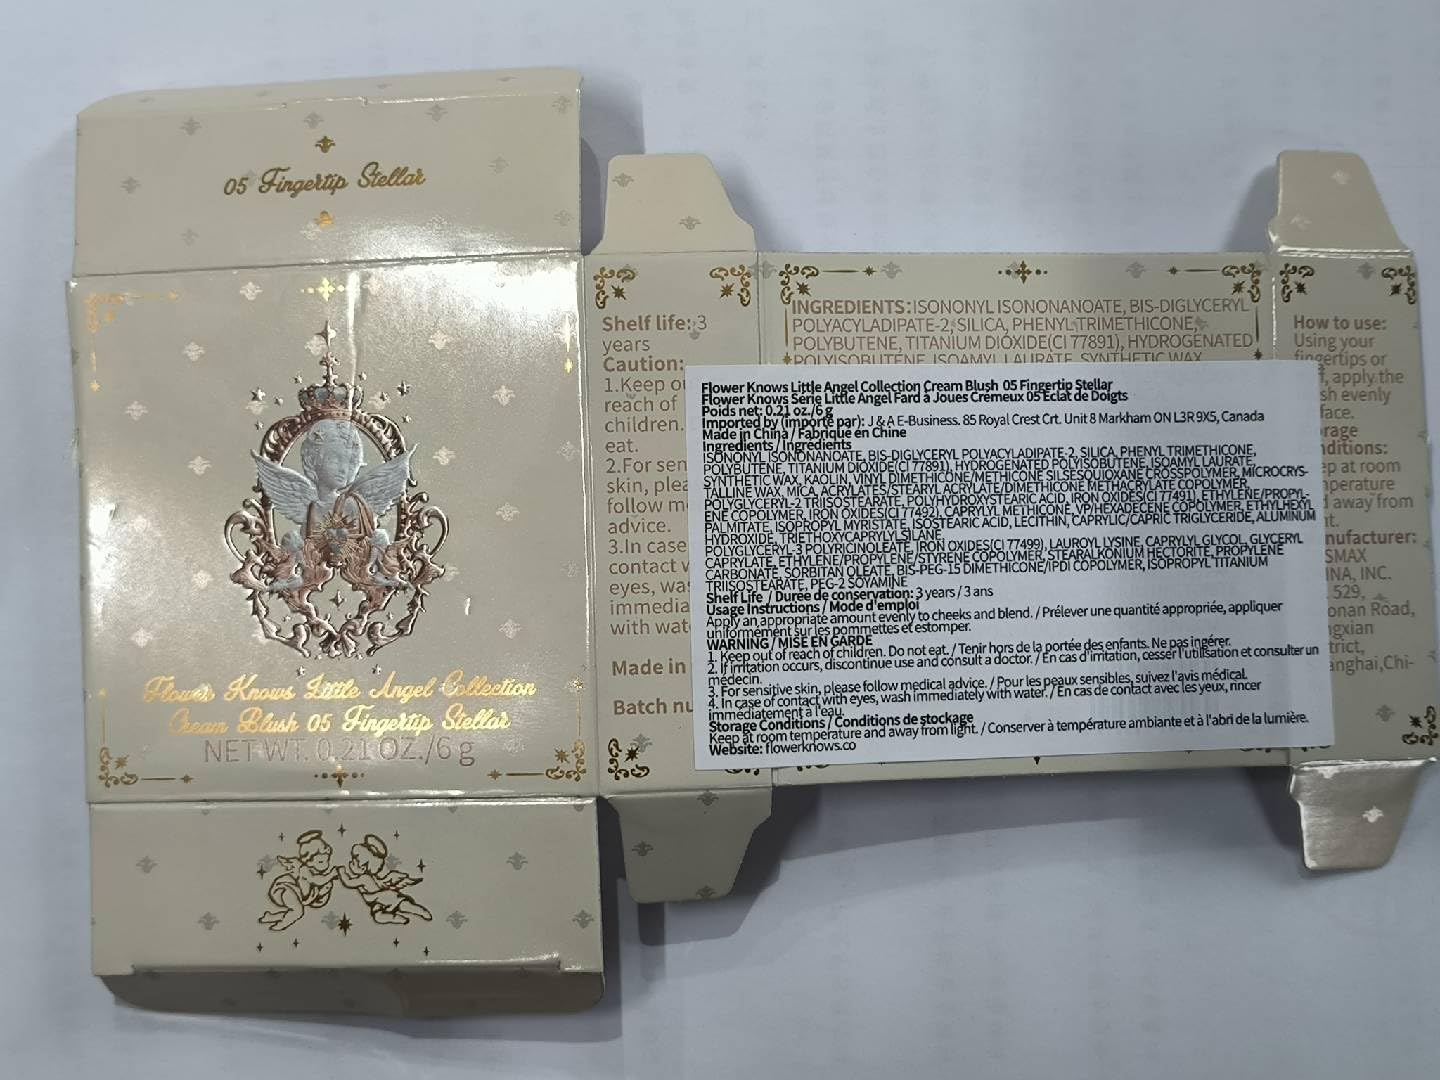 05 Fingertip Stellar
Flower Knows Little Angel Collection
Cream Blush 05 Fingertip Stellar
NET WT. 0.21 OZ./6 g
Shelf life: 3
years
Caution:
1.Keep
reach of
children.
eat.
2.For
skin,
follow
advice.
3.In case
contact
eyes,
with
Made in
Batch
INGREDIENTS: ISONONYL ISONONANOATE, BIS-DIGLYCERYL
POLYACYLADIPATE-2, SILICA, PHENYL TRIMETHICONE,
POLYBUTENE, TITANIUM DIOXIDE(CI 77891), HYDROGENATED
POLYISOBUTENE, ISOAMYL LAURATE, SYNTHETIC WAX,
Flower Knows Little Angel Collection Cream Blush 05 Fingertip Stellar
Flower Knows Série Little Angel Fard à Joues Crémeux 05 Éclat de Doigts
Poids net: 0.21 oz./6 g
Imported by (importé par): J & A E-Business. 85 Royal Crest Crt. Unit 8 Markham ON L3R 9X5, Canada
Made in China / Fabriqué en Chine
Ingredients / Ingrédients
ISONONYL ISONONANOATE, BIS-DIGLYCERYL POLYACYLADIPATE-2, SILICA, PHENYL TRIMETHICONE,
POLYBUTENE, TITANIUM DIOXIDE(CI 77891), HYDROGENATED POLYISOBUTENE, ISOAMYL LAURATE,
SYNTHETIC WAX, KAOLIN, VINYL DIMETHICONE/METHICONE SILSESQUIOXANE CROSSPOLYMER, MICROCRYS-
TALLINE WAX, MICA, ACRYLATES/STEARYL ACRYLATE/DIMETHICONE METHACRYLATE COPOLYMER,
POLYGLYCERYL-2 TRIISOSTEARATE, POLYHYDROXYSTEARIC ACID, IRON OXIDES(CI 77491), ETHYLENE/PROPYL-
ENE COPOLYMER, IRON OXIDES(CI 77492), CAPRYLYL METHICONE, VP/HEXADECENE COPOLYMER, ETHYLHEXYL
PALMITATE, ISOPROPYL MYRISTATE, ISOSTEARIC ACID, LECITHIN, CAPRYLIC/CAPRIC TRIGLYCERIDE, ALUMINUM
HYDROXIDE, TRIETHOXYCAPRYLYLSILANE
POLYGLYCERYL-3 POLYRICINOLEATE, IRON OXIDES(CI 77499), LAUROYL LYSINE, CAPRYLYL GLYCOL, GLYCERYL
CAPRYLATE, ETHYLENE/PROPYLENE/STYRENE COPOLYMER, STEARALKONIUM HECTORITE, PROPYLENE
CARBONATE, SORBITAN OLEATE, BIS-PEG-15 DIMETHICONE/IPDI COPOLYMER, ISOPROPYL TITANIUM
TRIISOSTEARATE, PEG-2 SOYAMINE
Shelf Life / Durée de conservation: 3 years / 3 ans
Usage Instructions / Mode d'emploi
Apply an appropriate amount evenly to cheeks and blend. / Prélever une quantité appropriée, appliquer
uniformément sur les pommettes et estomper.
WARNING / MISE EN GARDE
1. Keep out of reach of children. Do not eat. / Tenir hors de la portée des enfants. Ne pas ingérer.
2. If irritation occurs, discontinue use and consult a doctor. / En cas d'irritation, cesser l'utilisation et consulter un
médecin.
3. For sensitive skin, please follow medical advice. / Pour les peaux sensibles, suivez l'avis médical.
4. In case of contact with eyes, wash immediately with water. / En cas de contact avec les yeux, rincer
immédiatement à l'eau.
Storage Conditions / Conditions de stockage
Keep at room temperature and away from light. / Conserver à température ambiante et à l'abri de la lumière.
Website: flowerknows.co
How to use:
Using your
fingertips or
apply the
evenly
face.
at room
away from
INC.
529,
Road,